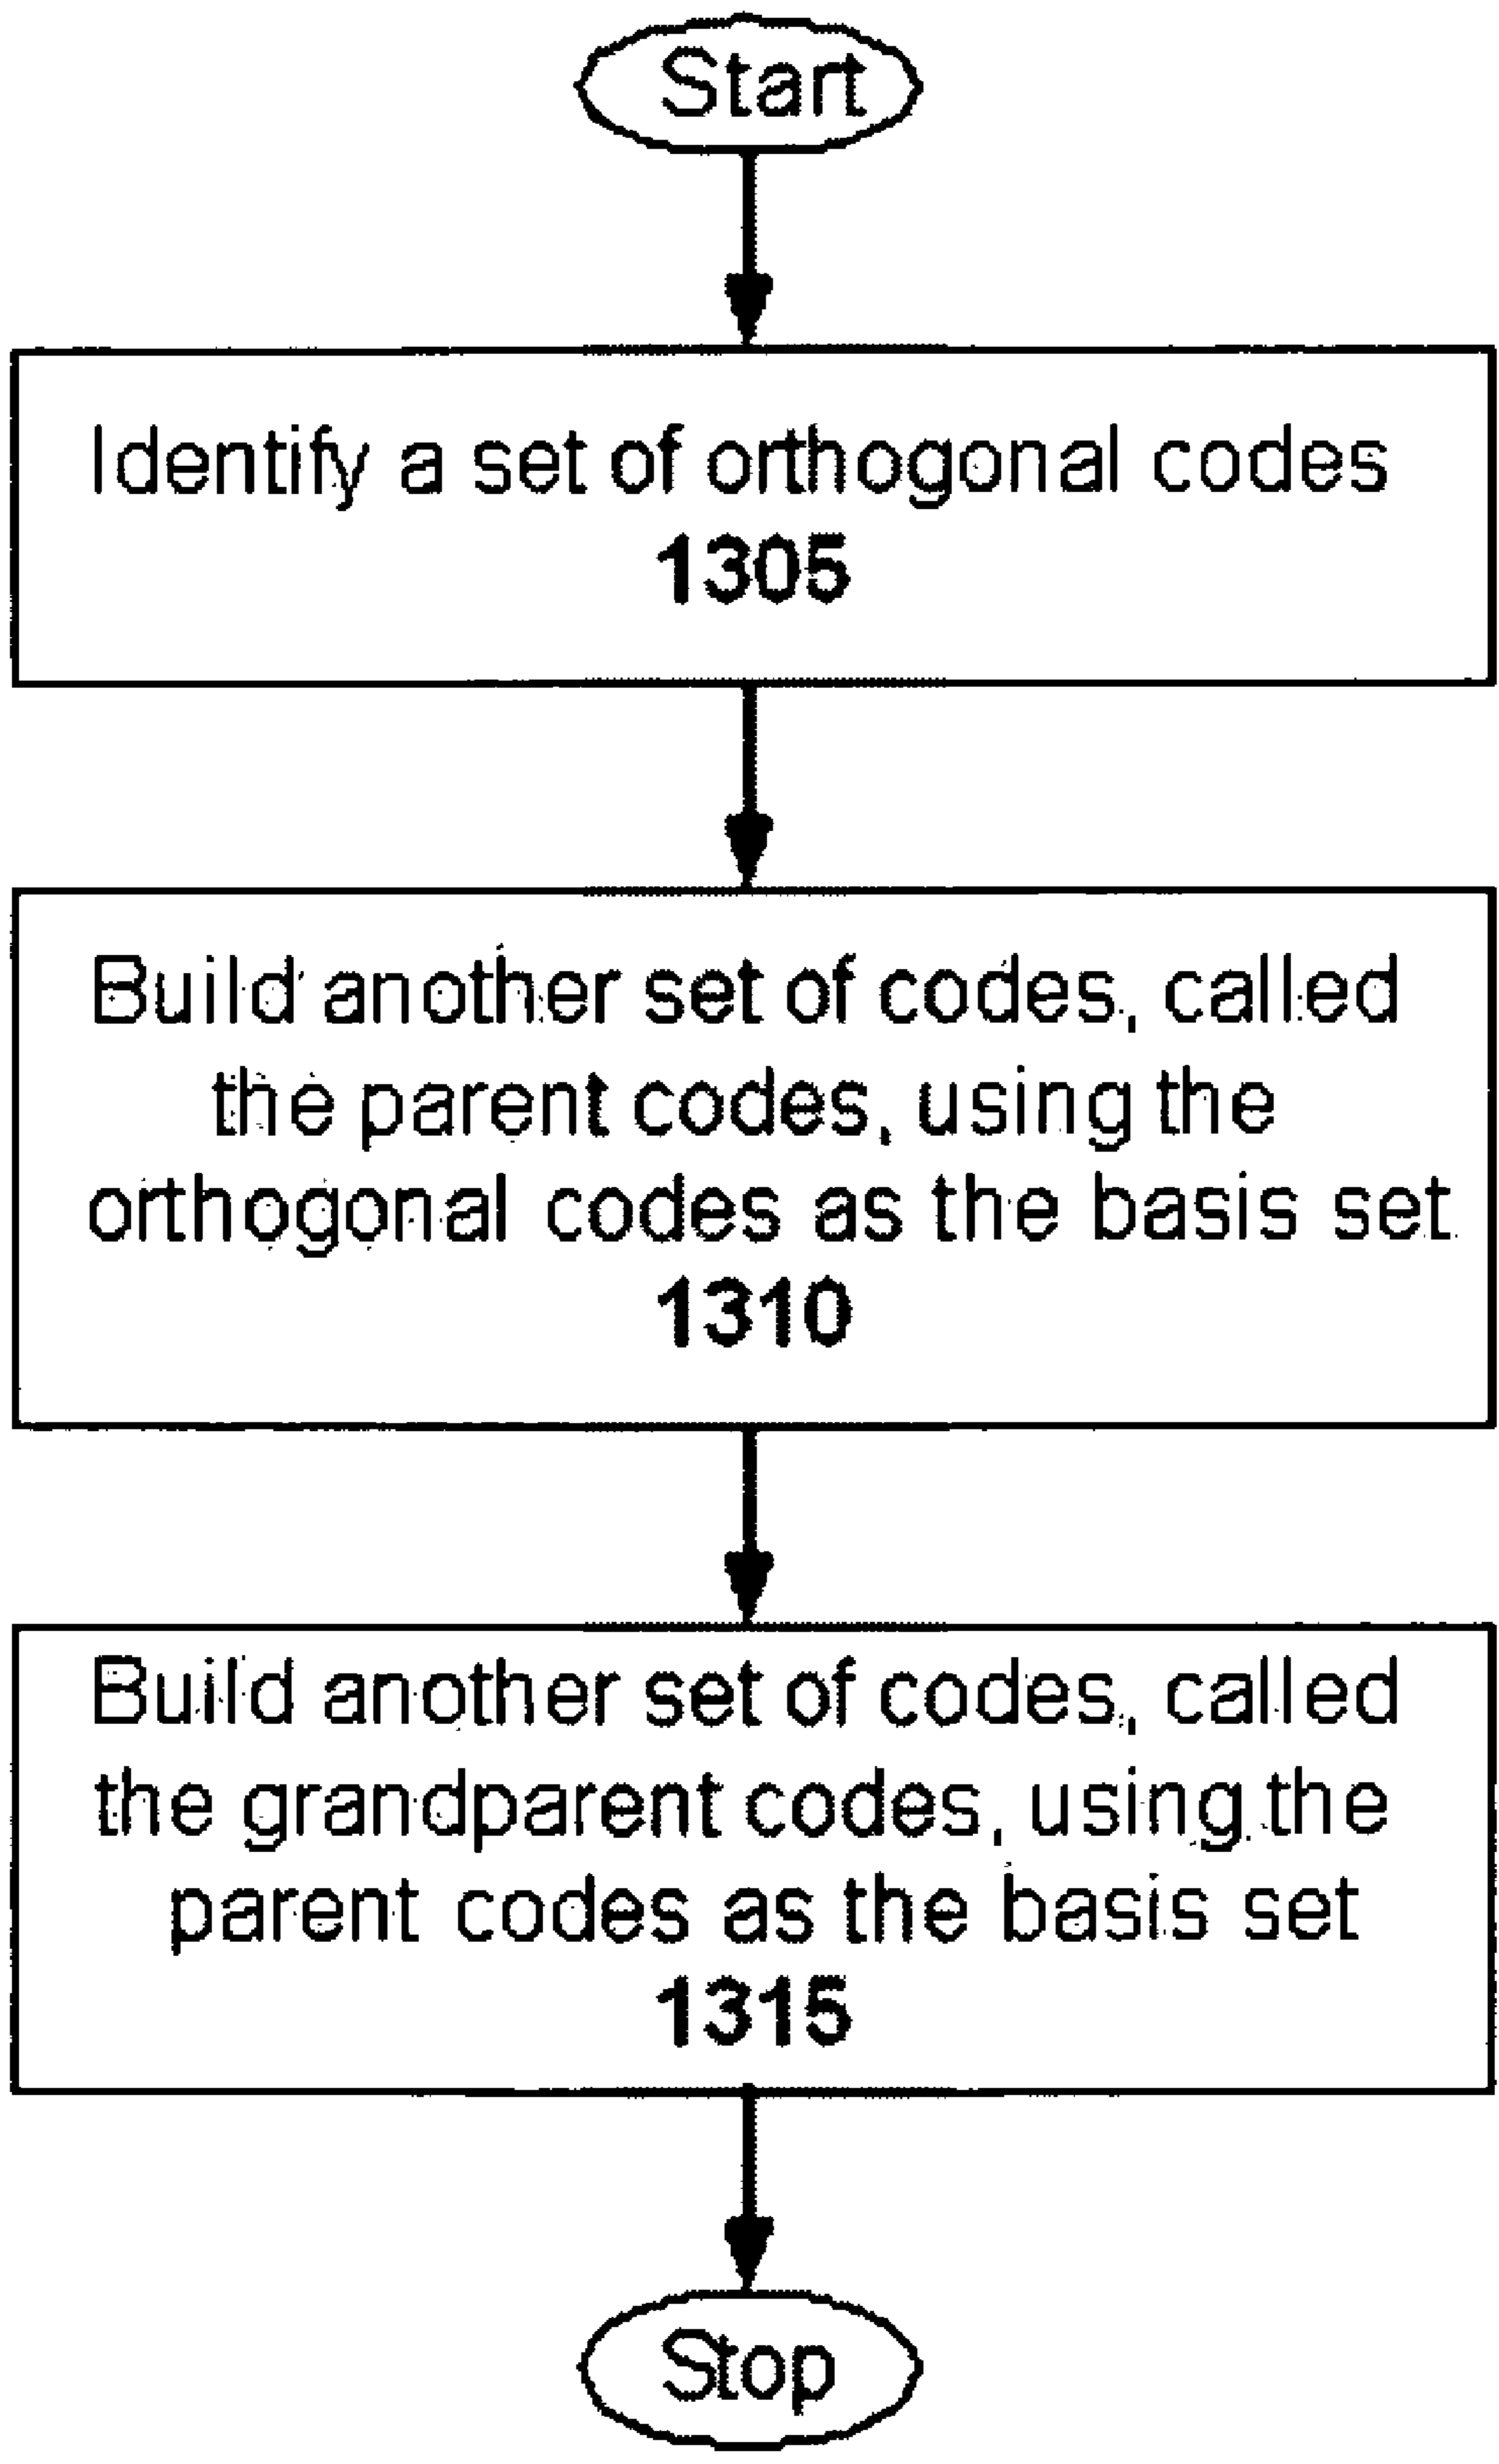 Start
Identify a set of orthogonal codes
1305
Build another set of codes, called
the parent codes, using the
orthogonal codes as the basis set
1310
Build another set of codes, called
the grandparent codes, using the
parent codes as the basis set
1315
Stop